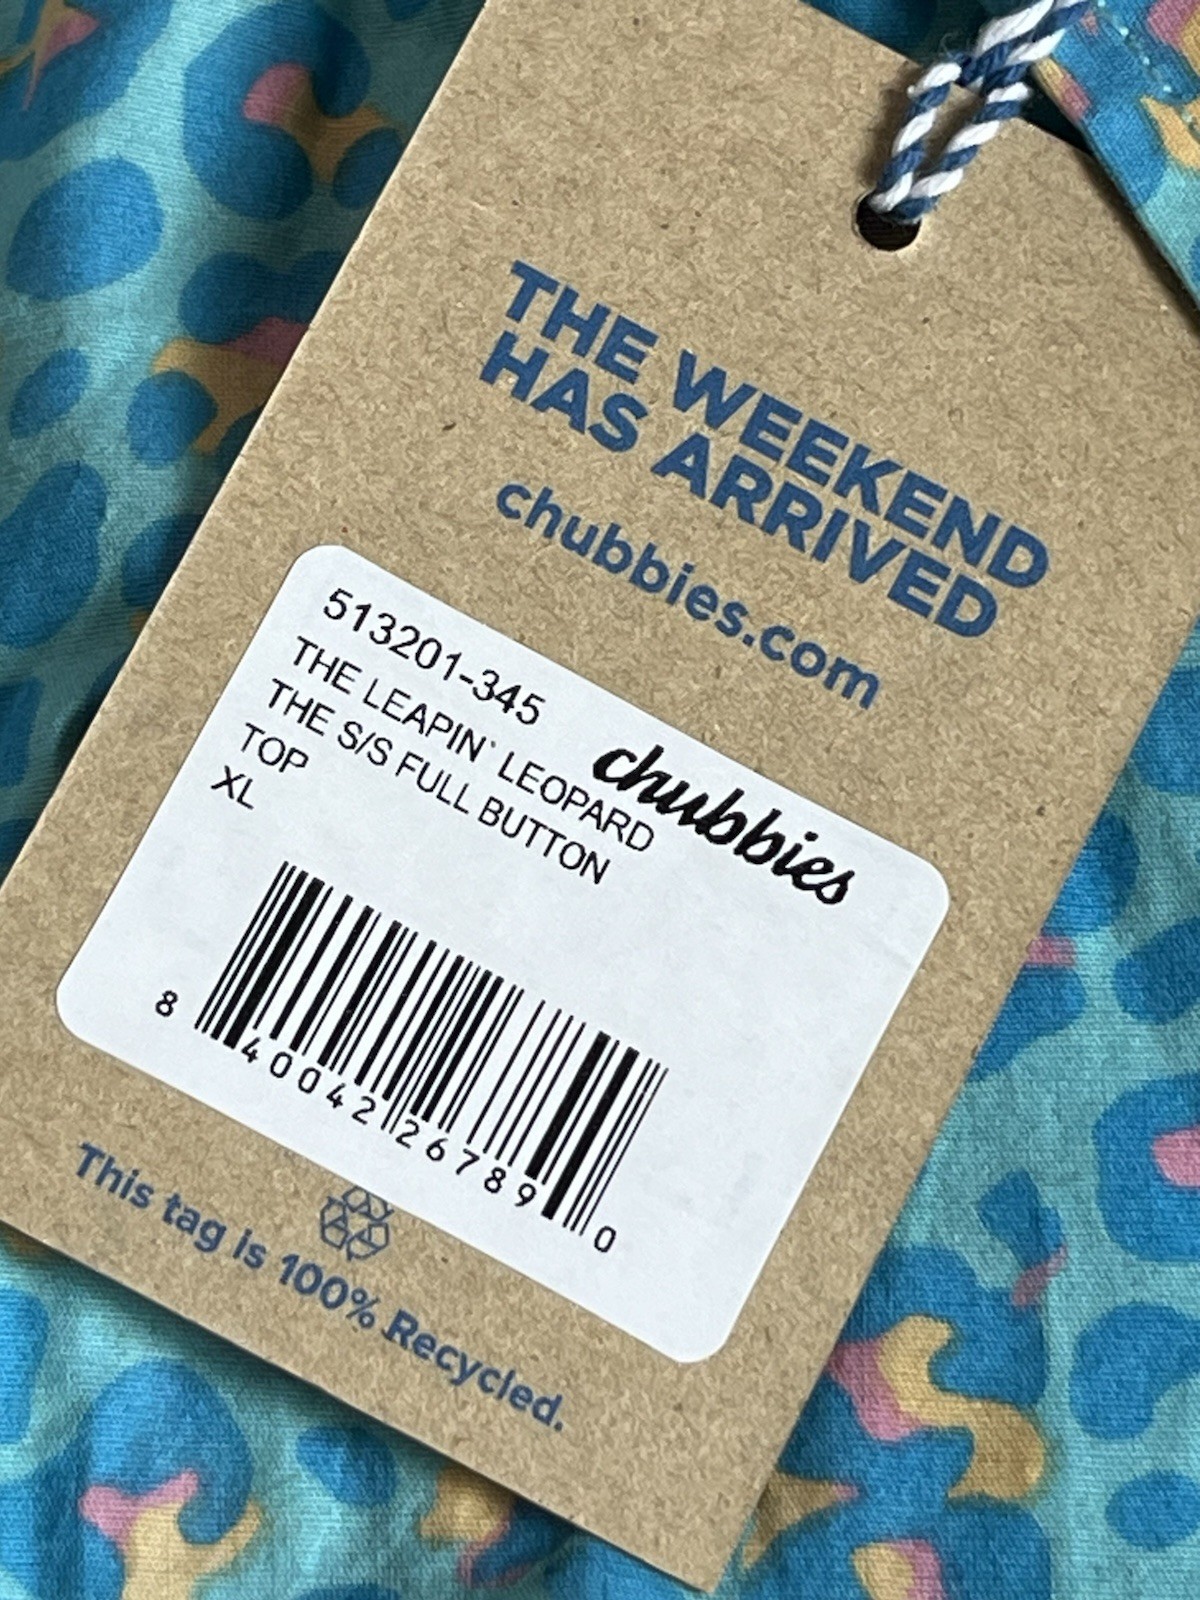 THE WEEKEND
HAS ARRIVED
chubbies.com
513201-345
THE LEAPIN` LEOPARD
THE S/S FULL BUTTON
TOP
XL
chubbies
8 40042 26789 0
This tag is 100% Recycled.